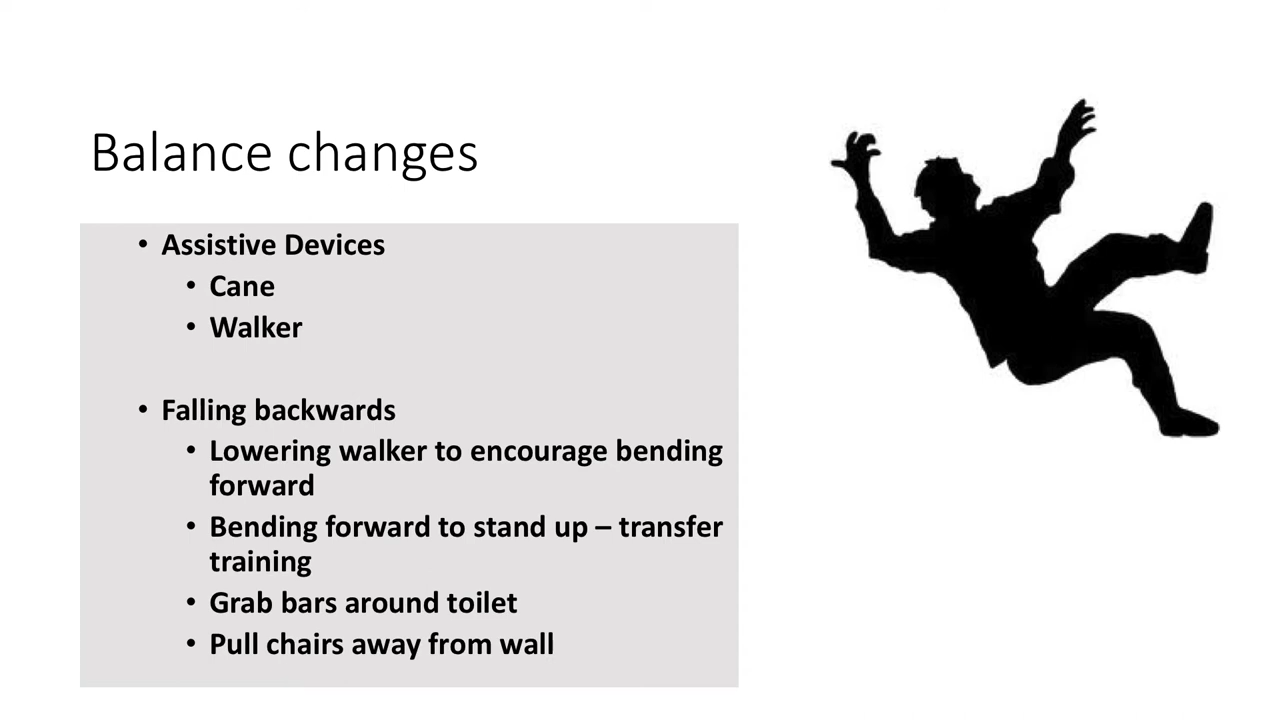 Balance changes
• Assistive Devices
• Cane
• Walker
• Falling backwards
• Lowering walker to encourage bending
forward
• Bending forward to stand up – transfer
training
• Grab bars around toilet
• Pull chairs away from wall